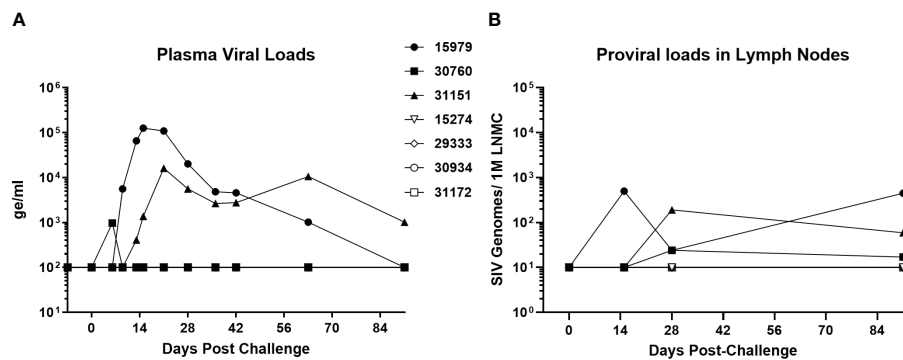 A
Plasma Viral Loads
ge/ml
10^6
10^5
10^4
10^3
10^2
10^1
0 14 28 42 56 70 84
Days Post Challenge
15979
30760
31151
15274
29333
30934
31172
B
Proviral loads in Lymph Nodes
SIV Genomes/ 1M LNMC
10^5
10^4
10^3
10^2
10^1
10^0
0 14 28 42 56 70 84
Days Post-Challenge